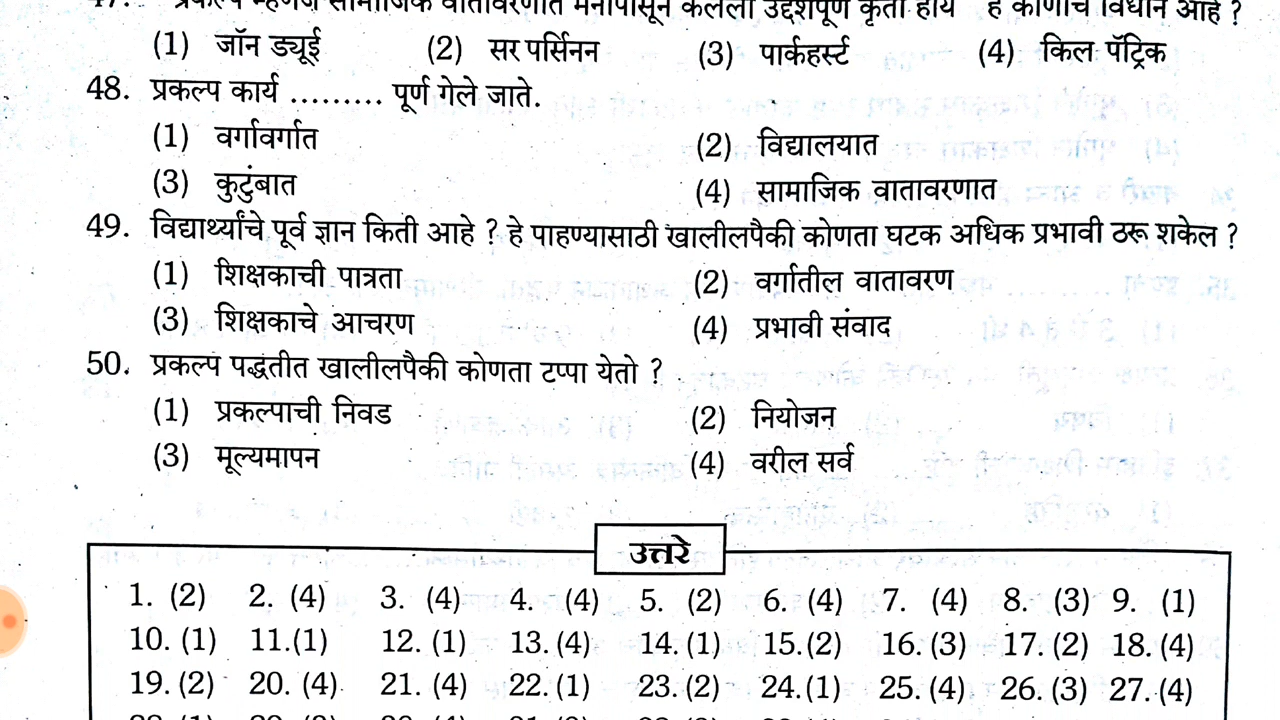 47. प्रकल्प म्हणजे सामाजिक वातावरणात मनापासून केलेली उद्देशपूर्ण कृती होय हे कोणाचे विधान आहे ?
(1) जॉन ड्यूई (2) सर पर्सिनन (3) पार्कहर्स्ट (4) किल पॅट्रिक
48. प्रकल्प कार्य ......... पूर्ण गेले जाते.
(1) वर्गावर्गात (2) विद्यालयात
(3) कुटुंबात (4) सामाजिक वातावरणात
49. विद्यार्थ्यांचे पूर्व ज्ञान किती आहे ? हे पाहण्यासाठी खालीलपैकी कोणता घटक अधिक प्रभावी ठरू शकेल ?
(1) शिक्षकाची पात्रता (2) वर्गातील वातावरण
(3) शिक्षकाचे आचरण (4) प्रभावी संवाद
50. प्रकल्प पद्धतीत खालीलपैकी कोणता टप्पा येतो ?
(1) प्रकल्पाची निवड (2) नियोजन
(3) मूल्यमापन (4) वरील सर्व
उत्तरे
1. (2) 2. (4) 3. (4) 4. (4) 5. (2) 6. (4) 7. (4) 8. (3) 9. (1)
10. (1) 11.(1) 12. (1) 13. (4) 14. (1) 15. (2) 16. (3) 17. (2) 18. (4)
19. (2) 20. (4) 21. (4) 22. (1) 23. (2) 24. (1) 25. (4) 26. (3) 27. (4)